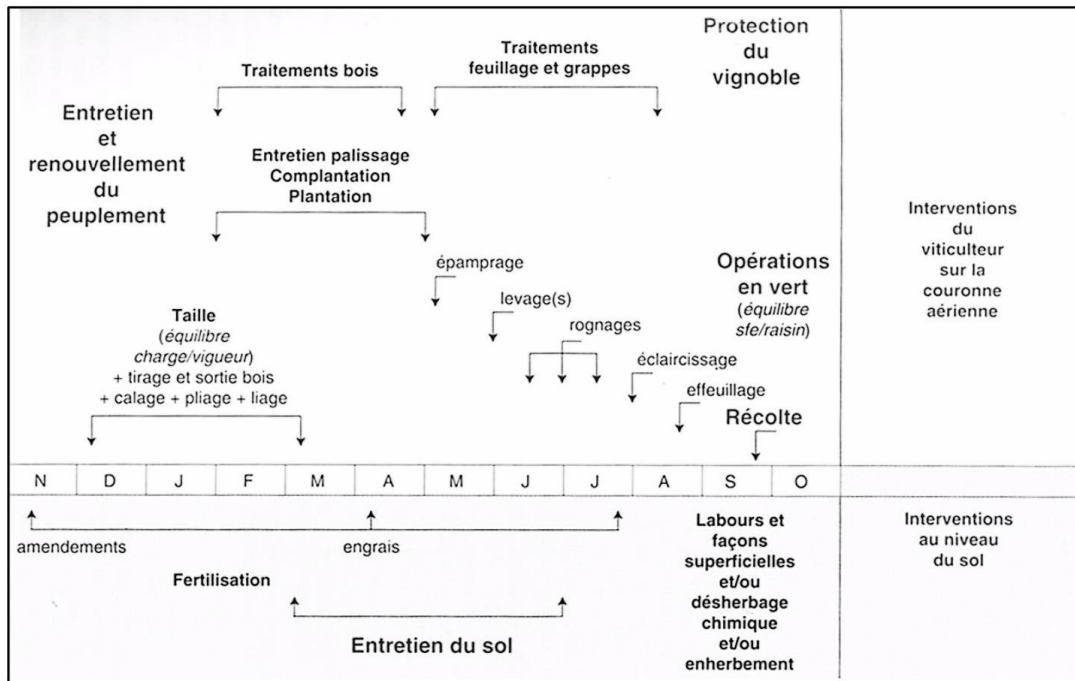 Protection
du
vignoble
Traitements
feuillage et grappes
Traitements bois
Entretien
et
renouvellement
du
peuplement
Entretien palissage
Complantation
Plantation
Interventions
du
viticulteur
sur la
couronne
aérienne
épamprage
Opérations
en vert
(équilibre
sfe/raisin)
levage(s)
Taille
(équilibre
charge/vigueur)
+ tirage et sortie bois
+ calage + pliage + liage
rognages
éclaircissage
effeuillage
Récolte
N D J F M A M J J A S O
amendements
engrais
Fertilisation
Entretien du sol
Labours et
façons
superficielles
et/ou
désherbage
chimique
et/ou
enherbement
Interventions
au niveau
du sol